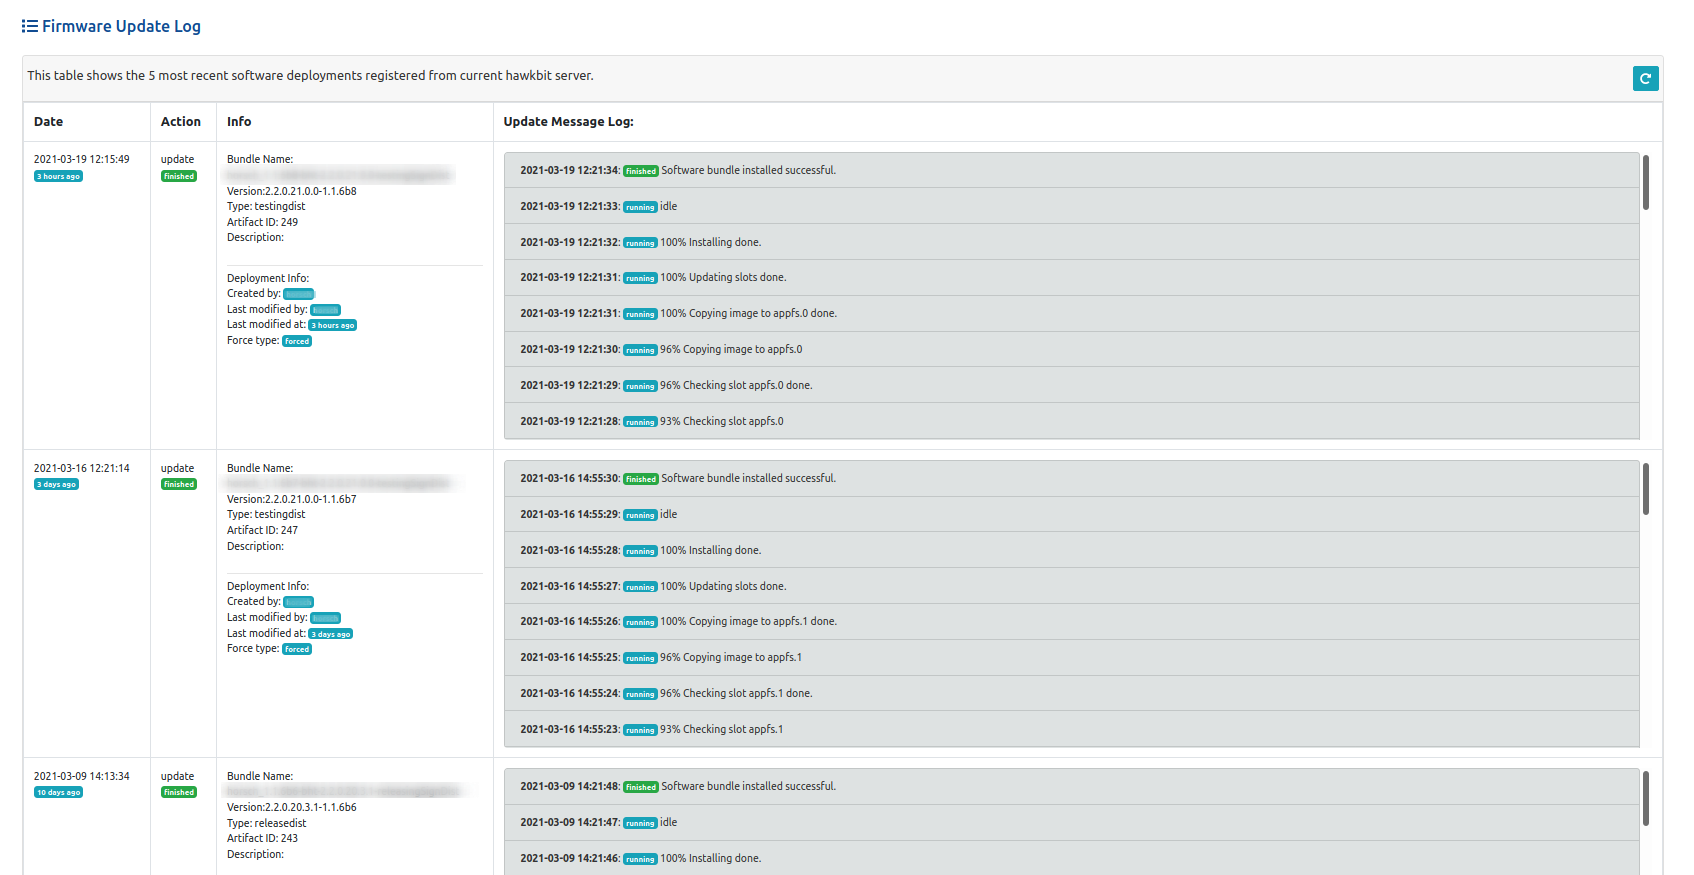 Firmware Update Log
This table shows the 5 most recent software deployments registered from current hawkbit server.
Date Action Info Update Message Log:
2021-03-19 12:15:49
3 hours ago
update
finished
Bundle Name:
Version:2.2.0.21.0.0-1.1.6b8
Type: testingdist
Artifact ID: 249
Description:
Deployment Info:
Created by:
Last modified by:
Last modified at: 3 hours ago
Force type: forced
2021-03-19 12:21:34: finished Software bundle installed successful.
2021-03-19 12:21:33: running idle
2021-03-19 12:21:32: running 100% Installing done.
2021-03-19 12:21:31: running 100% Updating slots done.
2021-03-19 12:21:31: running 100% Copying image to appfs.0 done.
2021-03-19 12:21:30: running 96% Copying image to appfs.0
2021-03-19 12:21:29: running 96% Checking slot appfs.0 done.
2021-03-19 12:21:28: running 93% Checking slot appfs.0
2021-03-16 12:21:14
3 days ago
update
finished
Bundle Name:
Version:2.2.0.21.0.0-1.1.6b7
Type: testingdist
Artifact ID: 247
Description:
Deployment Info:
Created by:
Last modified by:
Last modified at: 3 days ago
Force type: forced
2021-03-16 14:55:30: finished Software bundle installed successful.
2021-03-16 14:55:29: running idle
2021-03-16 14:55:28: running 100% Installing done.
2021-03-16 14:55:27: running 100% Updating slots done.
2021-03-16 14:55:26: running 100% Copying image to appfs.1 done.
2021-03-16 14:55:25: running 96% Copying image to appfs.1
2021-03-16 14:55:24: running 96% Checking slot appfs.1 done.
2021-03-16 14:55:23: running 93% Checking slot appfs.1
2021-03-09 14:13:34
10 days ago
update
finished
Bundle Name:
Version:2.2.0.20.3.1-1.1.6b6
Type: releasedist
Artifact ID: 243
Description:
2021-03-09 14:21:48: finished Software bundle installed successful.
2021-03-09 14:21:47: running idle
2021-03-09 14:21:46: running 100% Installing done.